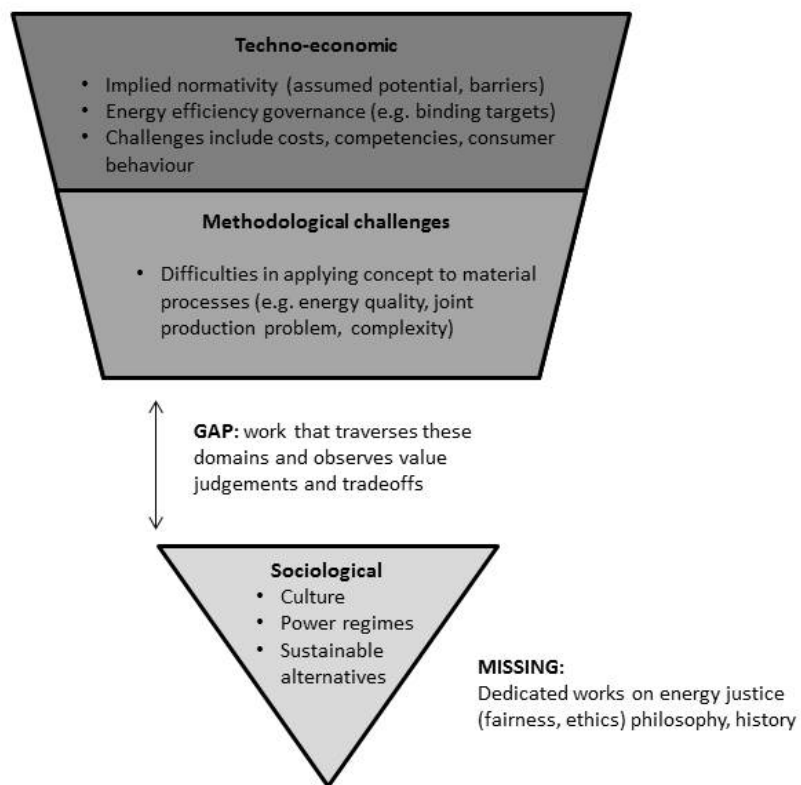 Techno-economic
• Implied normativity (assumed potential, barriers)
• Energy efficiency governance (e.g. binding targets)
• Challenges include costs, competencies, consumer
behaviour
Methodological challenges
• Difficulties in applying concept to material
processes (e.g. energy quality, joint
production problem, complexity)
GAP: work that traverses these
domains and observes value
judgements and tradeoffs
Sociological
• Culture
• Power regimes
• Sustainable
alternatives
MISSING:
Dedicated works on energy justice
(fairness, ethics) philosophy, history